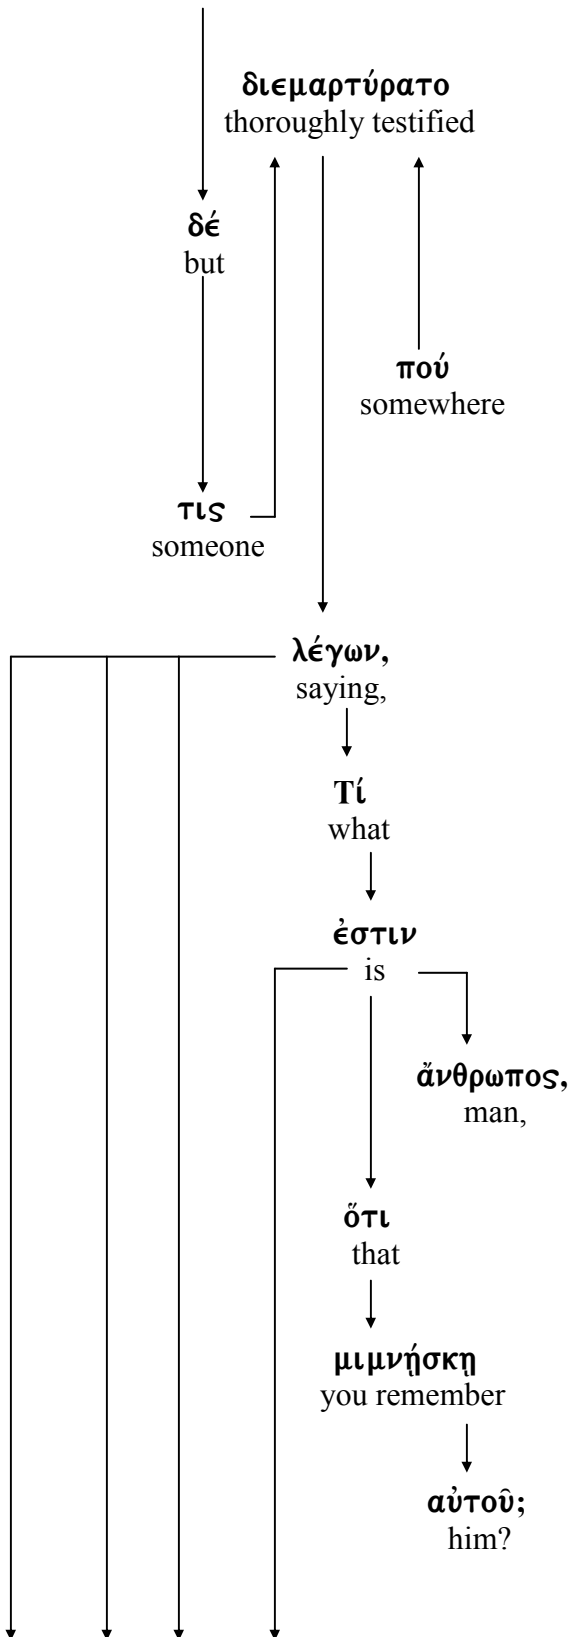 διεμαρτύρατο
thoroughly testified
δέ
but
πού
somewhere
τις
someone
λέγων,
saying,
Τί
what
ἐστιν
is
ἄνθρωπος,
man,
ὅτι
that
μιμνῄσκῃ
you remember
αὐτοῦ;
him?